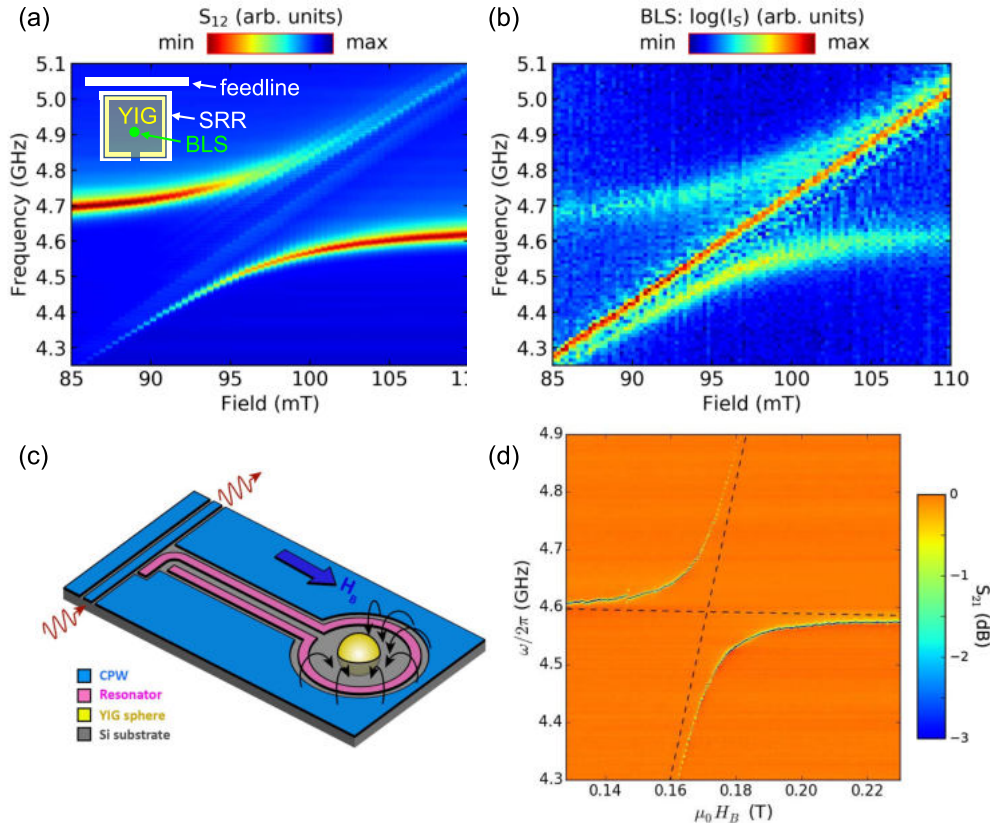 (a)
S₁₂ (arb. units)
min
max
5.1
5.0
4.9
4.8
4.7
4.6
4.5
4.4
4.3
Frequency (GHz)
feedline
YIG
SRR
BLS
85
90
95
100
105
11
Field (mT)
(b)
BLS: log(I_S) (arb. units)
min
max
5.1
5.0
4.9
4.8
4.7
4.6
4.5
4.4
4.3
Frequency (GHz)
85
90
95
100
105
110
Field (mT)
(c)
H_B
CPW
Resonator
YIG sphere
Si substrate
(d)
4.9
4.8
4.7
4.6
4.5
4.4
4.3
ω/2π (GHz)
0.14
0.16
0.18
0.20
0.22
μ₀H_B (T)
0
−1
−2
−3
S₂₁ (dB)